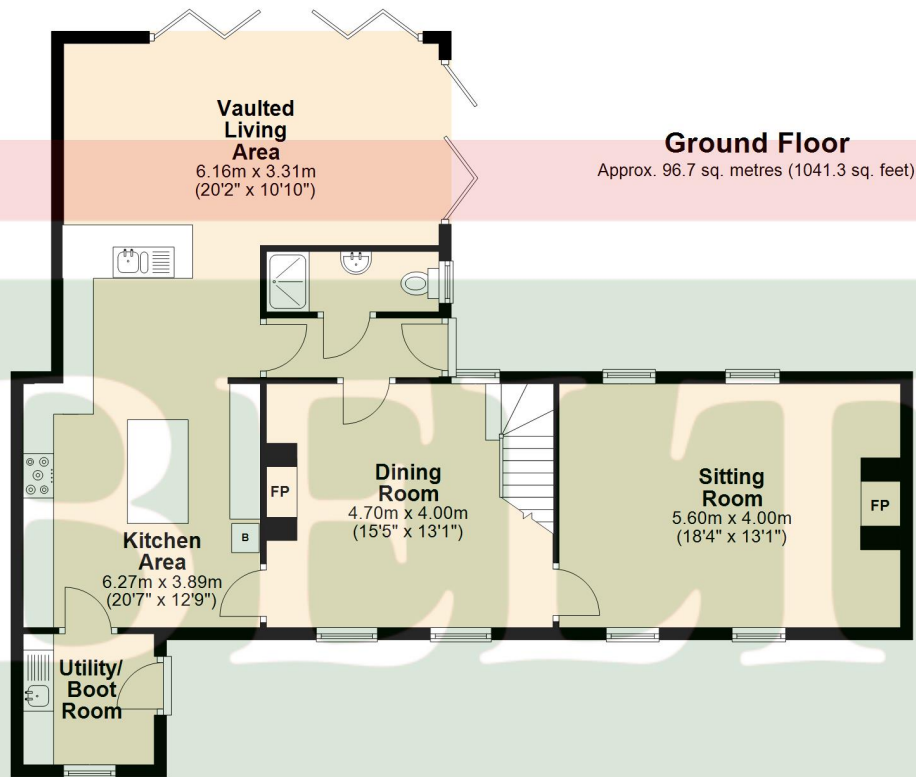 Vaulted
Living
Area
6.16m x 3.31m
(20'2" x 10'10")
Ground Floor
Approx. 96.7 sq. metres (1041.3 sq. feet)
FP
Dining
Room
4.70m x 4.00m
(15'5" x 13'1")
Sitting
Room
5.60m x 4.00m
(18'4" x 13'1")
FP
B
Kitchen
Area
6.27m x 3.89m
(20'7" x 12'9")
Utility/
Boot
Room